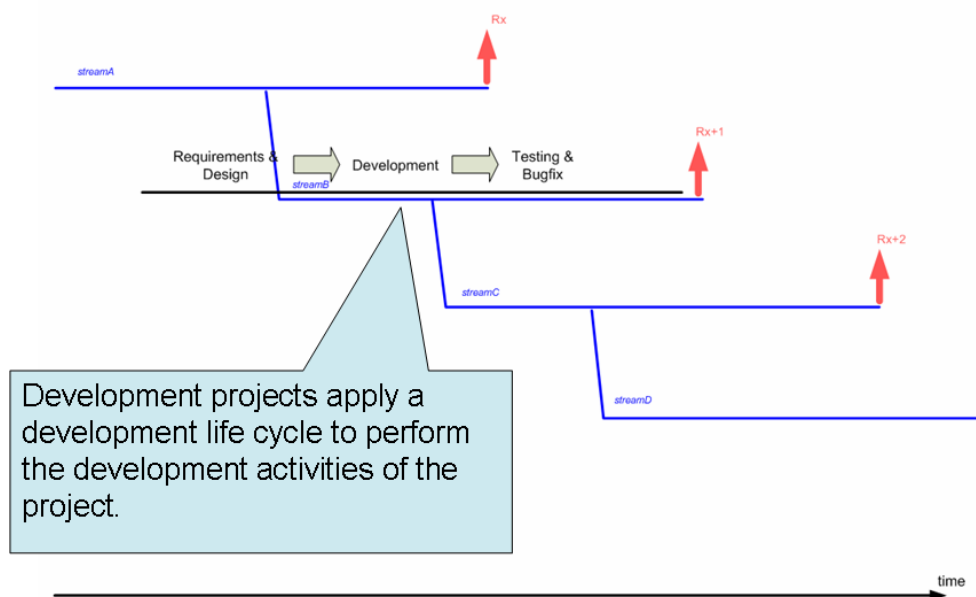 Rx
streamA
Rx+1
Requirements &
Design
Development
Testing &
Bugfix
streamB
Rx+2
streamC
streamD
Development projects apply a
development life cycle to perform
the development activities of the
project.
time